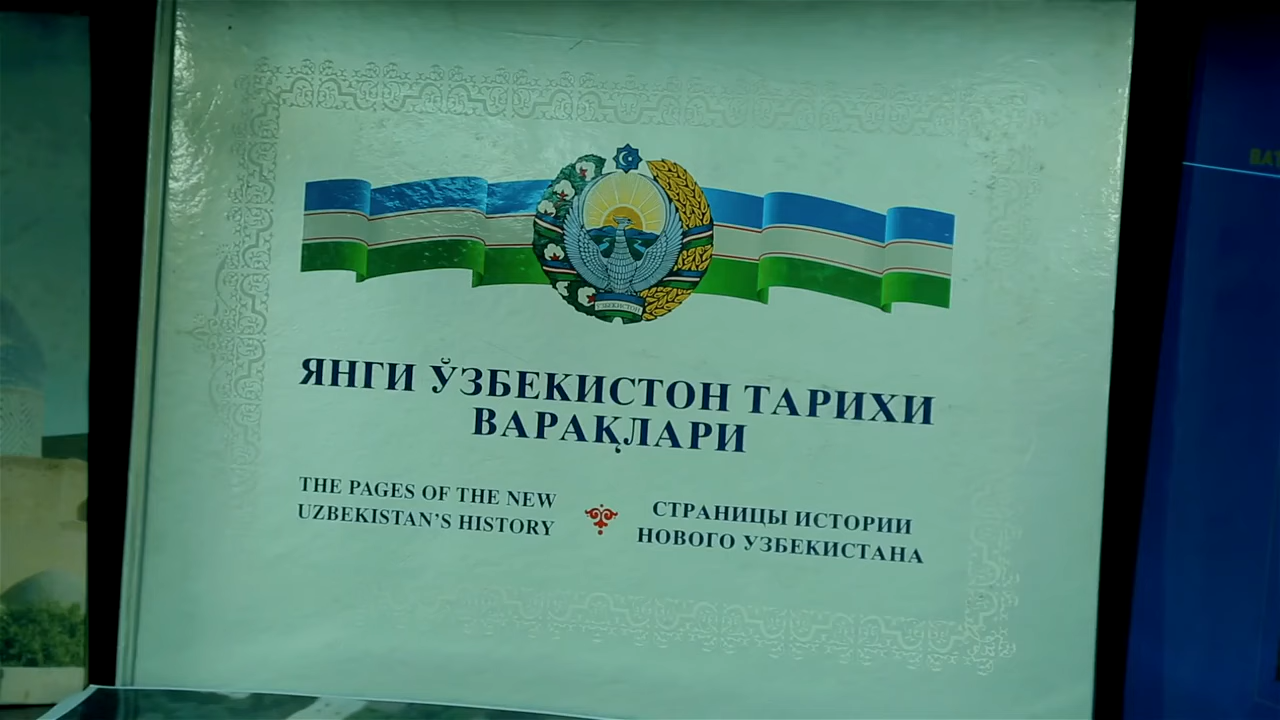 ЯНГИ ЎЗБЕКИСТОН ТАРИХИ
ВАРАҚЛАРИ
THE PAGES OF THE NEW
UZBEKISTAN'S HISTORY
СТРАНИЦЫ ИСТОРИИ
НОВОГО УЗБЕКИСТАНА